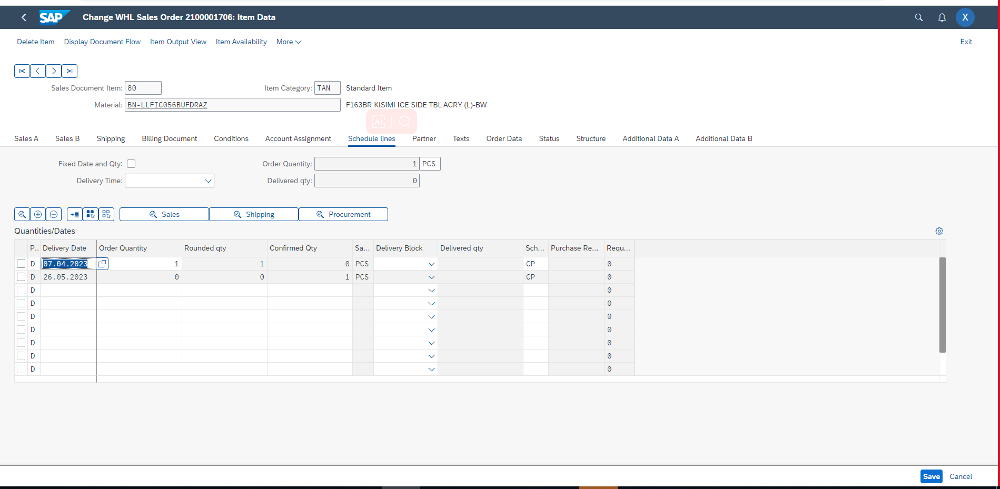 SAP Change WHL Sales Order 2100001706: Item Data X
Delete Item Display Document Flow Item Output View Item Availability More Exit
Sales Document Item: 80 Item Category: TAN Standard Item
Material: BN-LLFIC056BUFDRAZ F163BR KISIMI ICE SIDE TBL ACRY (L)-BW
AI
Sales A Sales B Shipping Billing Document Conditions Account Assignment Schedule lines Partner Texts Order Data Status Structure Additional Data A Additional Data B
Fixed Date and Qty: Order Quantity: 1 PCS
Delivery Time: Delivered qty: 0
Sales Shipping Procurement
Quantities/Dates
P.. Delivery Date Order Quantity Rounded qty Confirmed Qty Sa... Delivery Block Delivered qty Sch... Purchase Re... Requ...
D 07.04.2023 1 1 0 PCS CP 0
D 26.05.2023 0 0 1 PCS CP 0
D 0
D 0
D 0
D 0
D 0
D 0
D 0
Save Cancel